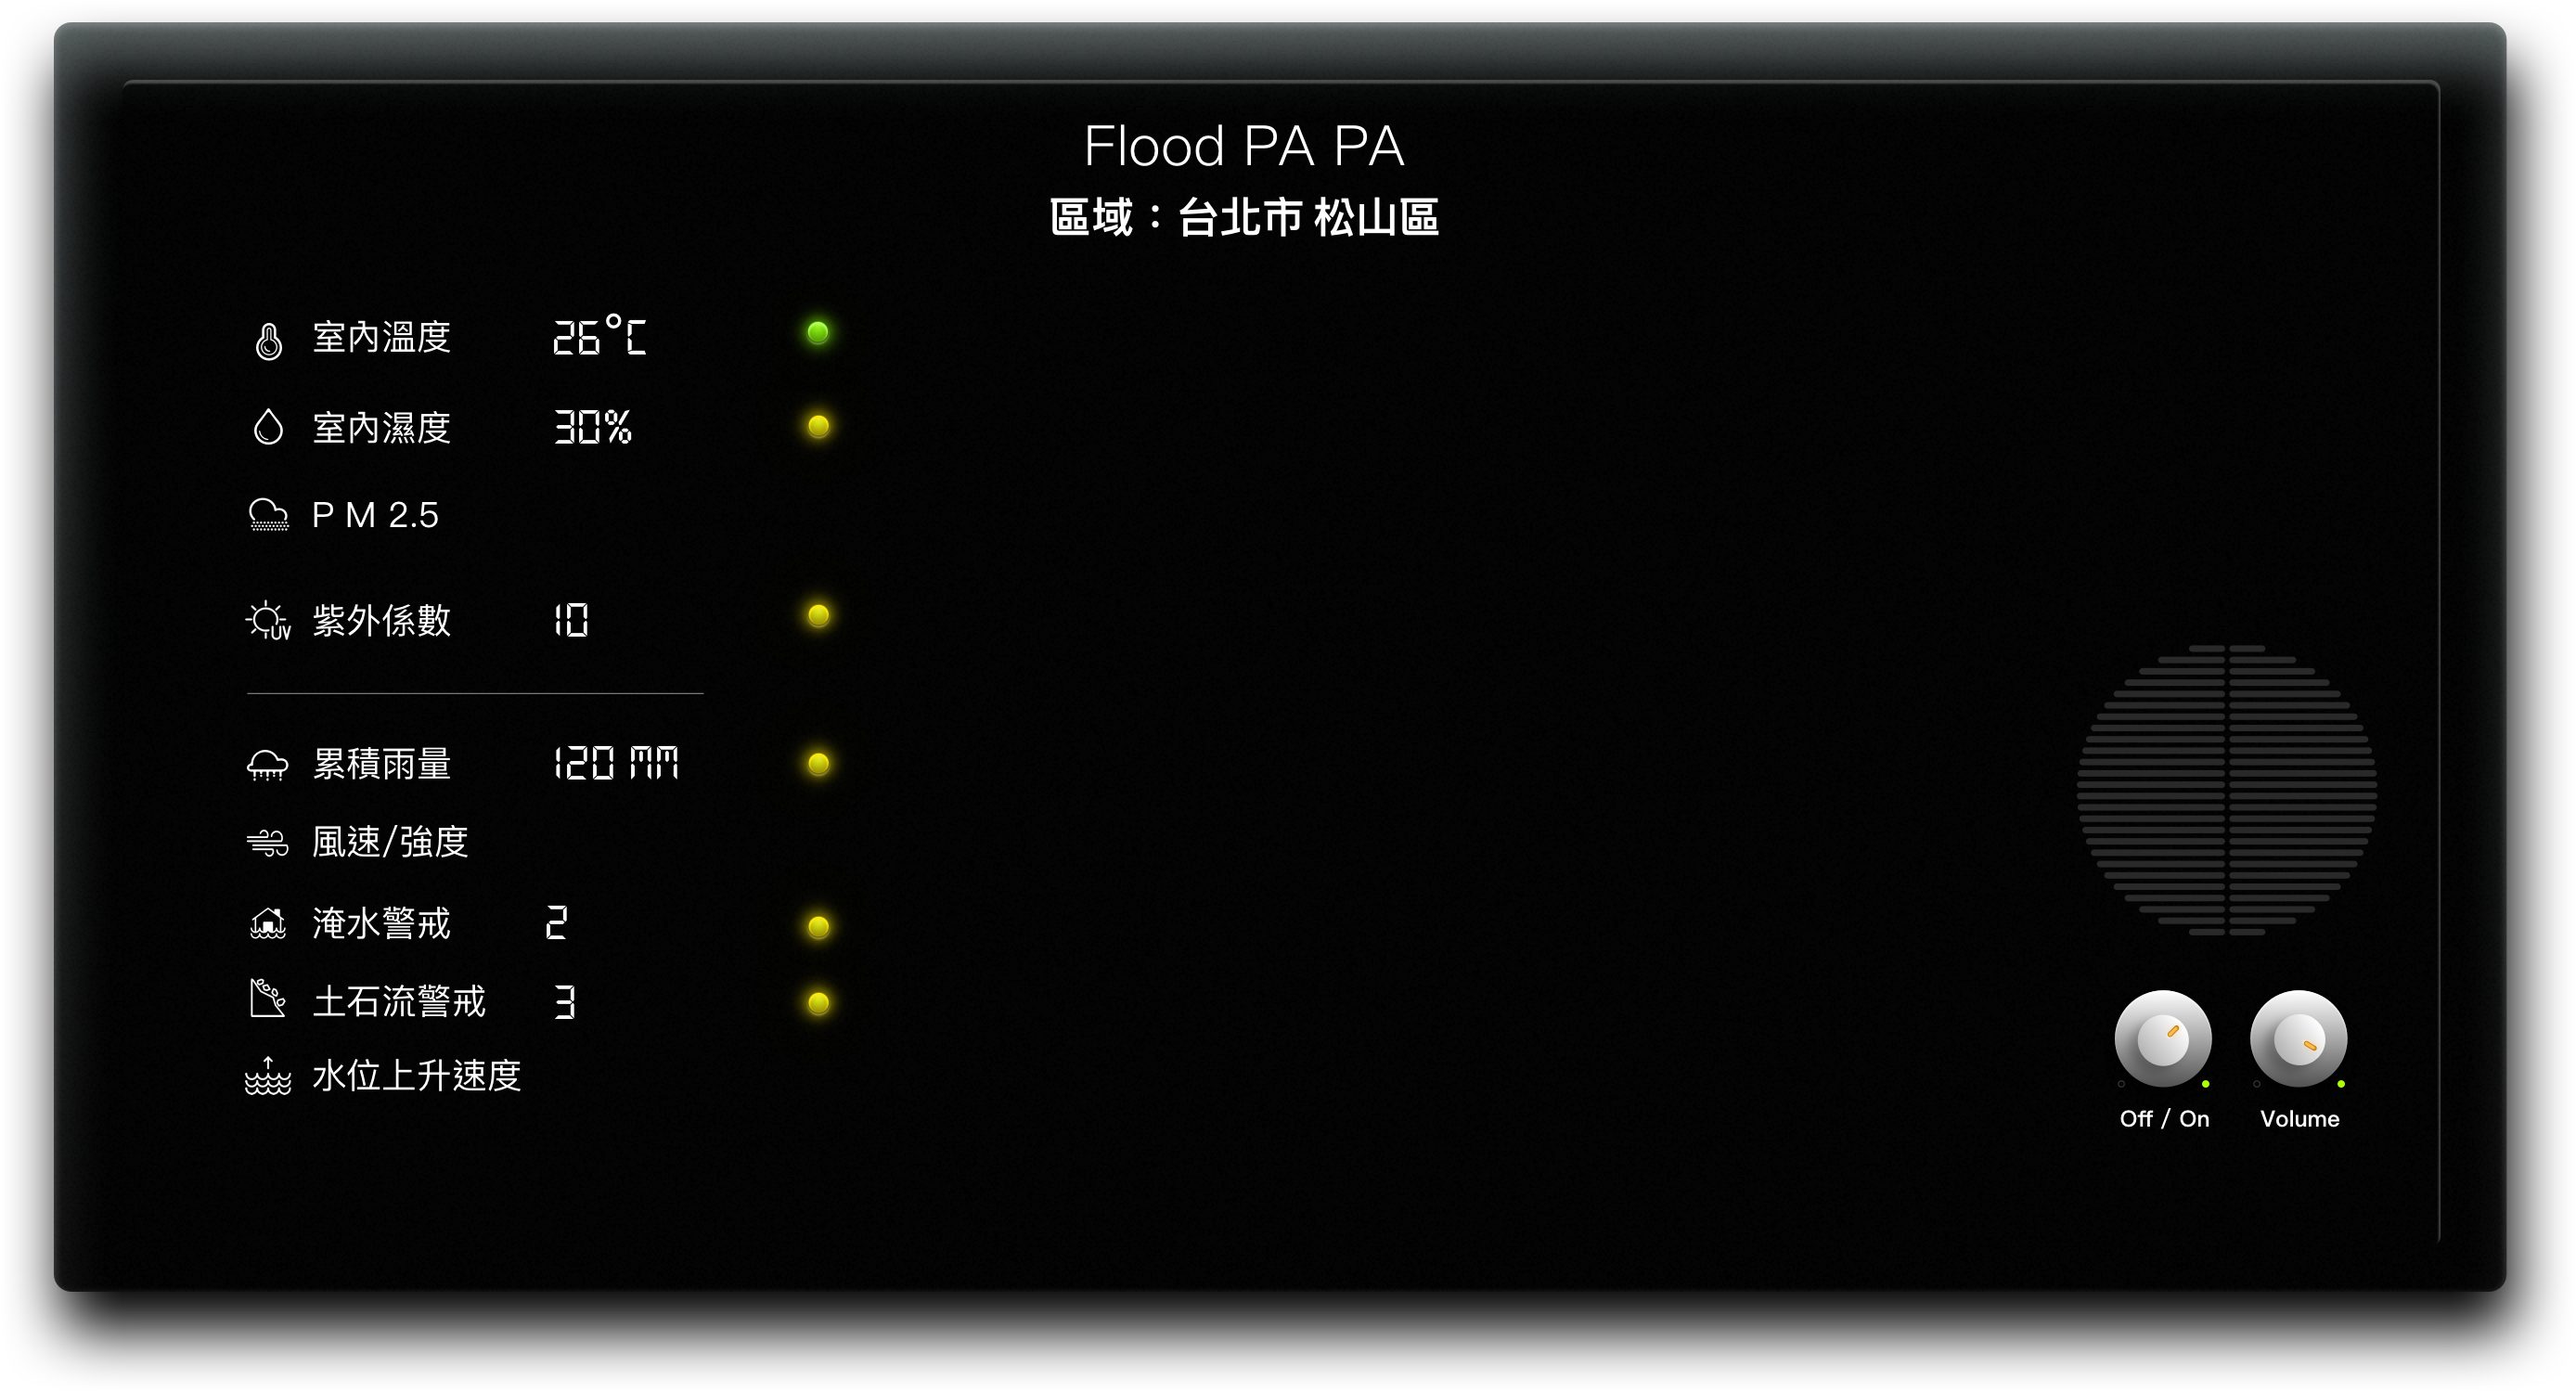 Flood PA PA
區域：台北市 松山區
室內溫度 26°C
室內濕度 30%
P M 2.5
UV 紫外係數 10
累積雨量 120 MM
風速/強度
淹水警戒 2
土石流警戒 3
水位上升速度
Off / On Volume